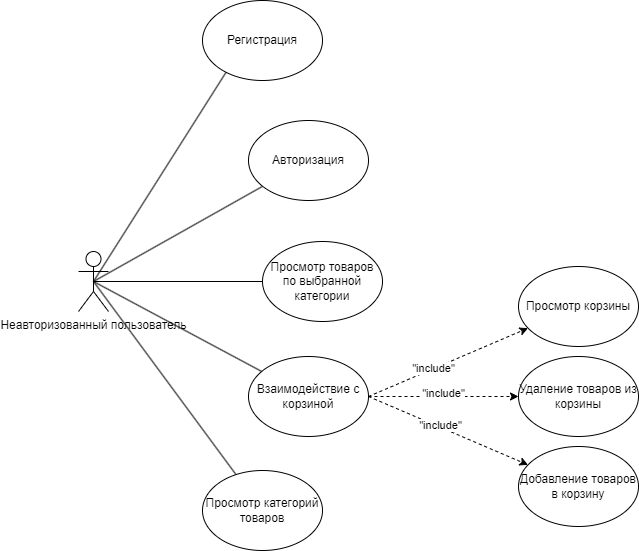 Регистрация
Авторизация
Просмотр товаров
по выбранной
категории
Неавторизованный пользователь
Взаимодействие с
корзиной
Просмотр категорий
товаров
"include"
"include"
"include"
Просмотр корзины
Удаление товаров из
корзины
Добавление товаров
в корзину